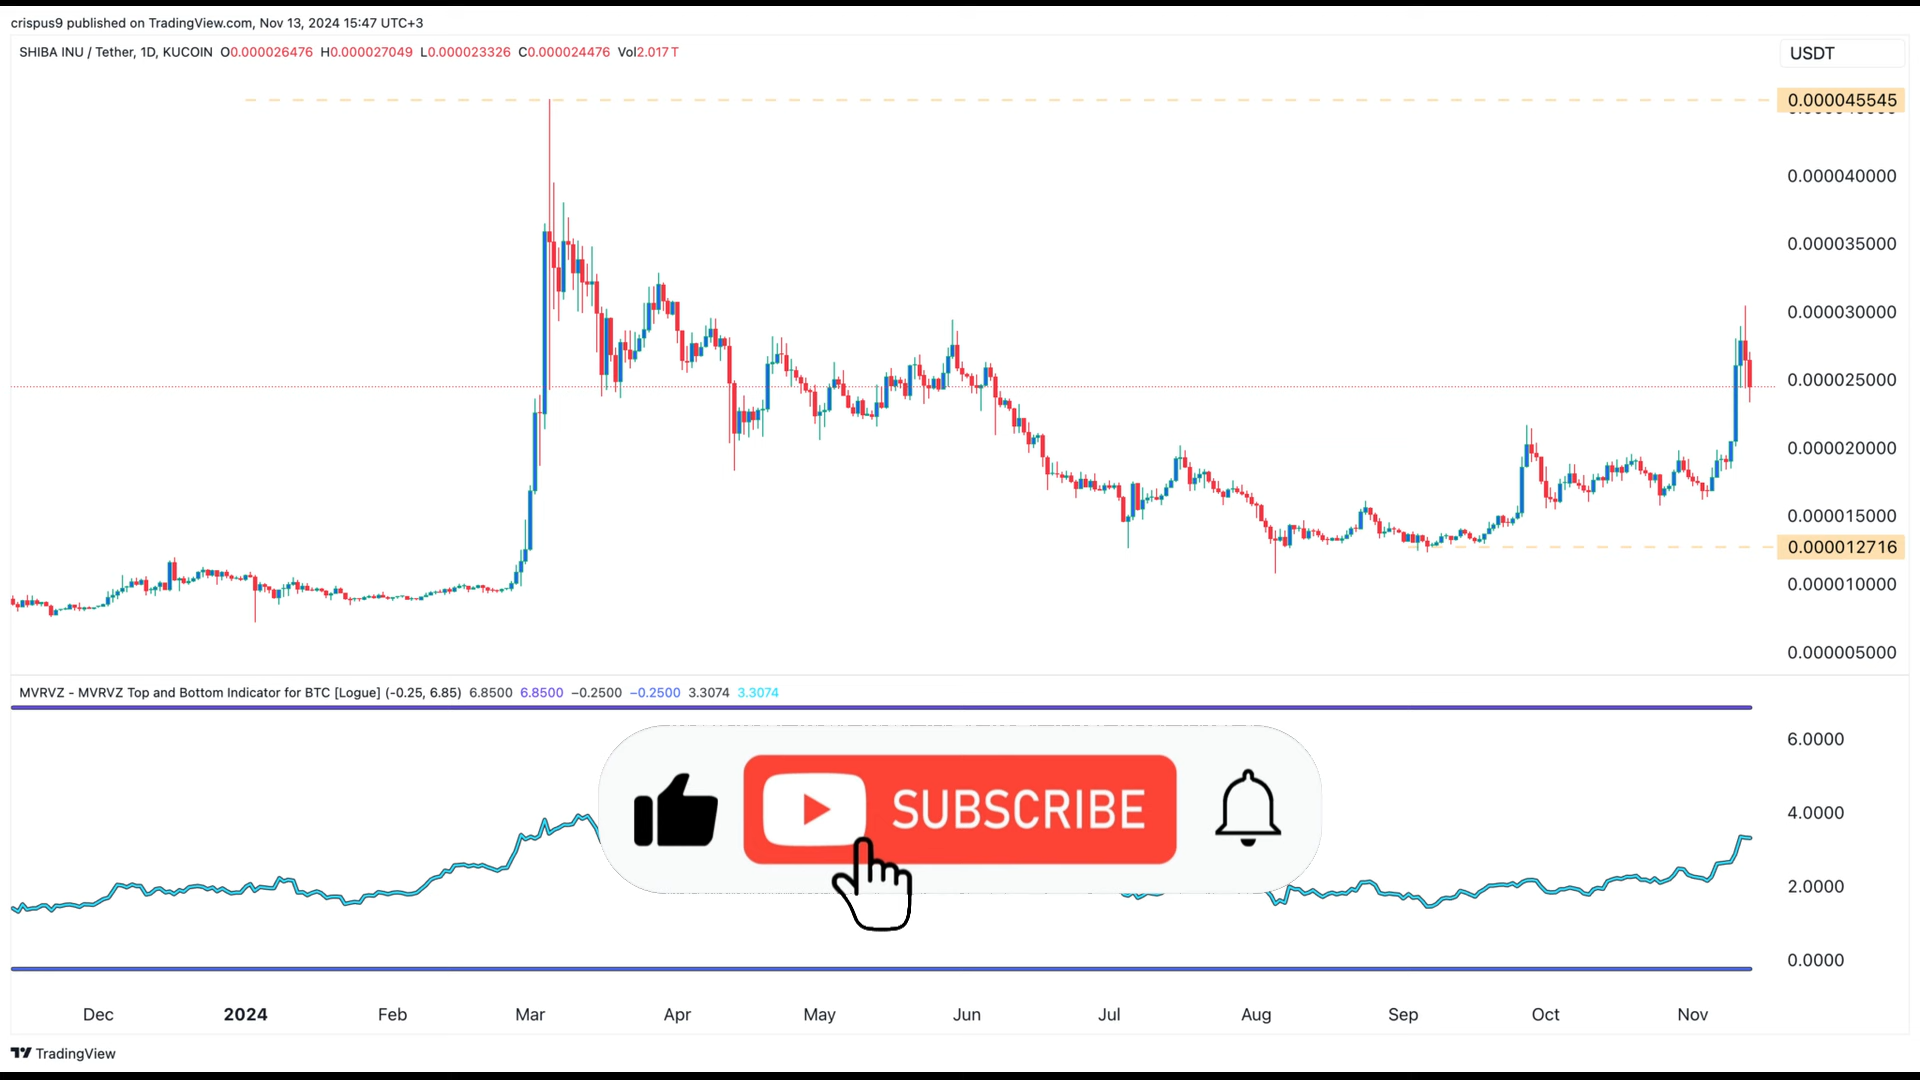 crispus9 published on TradingView.com, Nov 13, 2024 15:47 UTC+3
SHIBA INU / Tether, 1D, KUCOIN O0.000026476 H0.000027049 L0.000023326 C0.000024476 Vol2.017 T
USDT
0.000045545
0.000040000
0.000035000
0.000030000
0.000025000
0.000020000
0.000015000
0.000012716
0.000010000
0.000005000
MVRVZ - MVRVZ Top and Bottom Indicator for BTC [Logue] (-0.25, 6.85) 6.8500 6.8500 −0.2500 −0.2500 3.3074 3.3074
6.0000
4.0000
2.0000
0.0000
SUBSCRIBE
Dec 2024 Feb Mar Apr May Jun Jul Aug Sep Oct Nov
TradingView